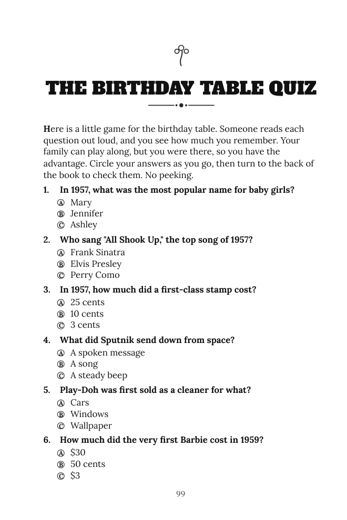 THE BIRTHDAY TABLE QUIZ
Here is a little game for the birthday table. Someone reads each
question out loud, and you see how much you remember. Your
family can play along, but you were there, so you have the
advantage. Circle your answers as you go, then turn to the back of
the book to check them. No peeking.
1. In 1957, what was the most popular name for baby girls?
Ⓐ Mary
Ⓑ Jennifer
Ⓒ Ashley
2. Who sang "All Shook Up," the top song of 1957?
Ⓐ Frank Sinatra
Ⓑ Elvis Presley
Ⓒ Perry Como
3. In 1957, how much did a first-class stamp cost?
Ⓐ 25 cents
Ⓑ 10 cents
Ⓒ 3 cents
4. What did Sputnik send down from space?
Ⓐ A spoken message
Ⓑ A song
Ⓒ A steady beep
5. Play-Doh was first sold as a cleaner for what?
Ⓐ Cars
Ⓑ Windows
Ⓒ Wallpaper
6. How much did the very first Barbie cost in 1959?
Ⓐ $30
Ⓑ 50 cents
Ⓒ $3
99